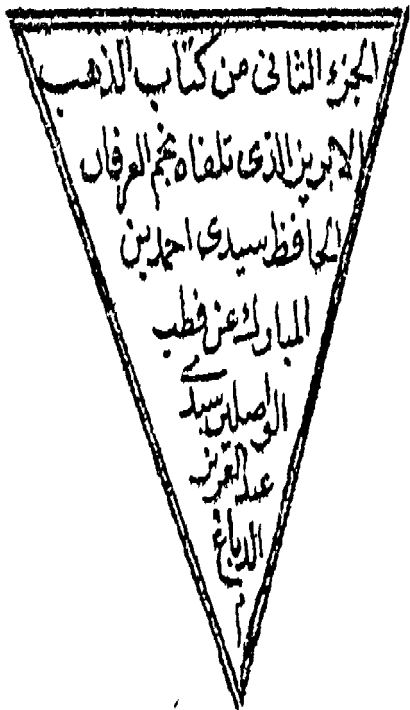 الجزء الثانى من كتاب الذهب
الابريز الذى تلقاه نجم العرفان
الحافظ سيدى احمد بن
المبارك عن قطب
الواصلين سيدى
عبد العزيز
الدباغ
م